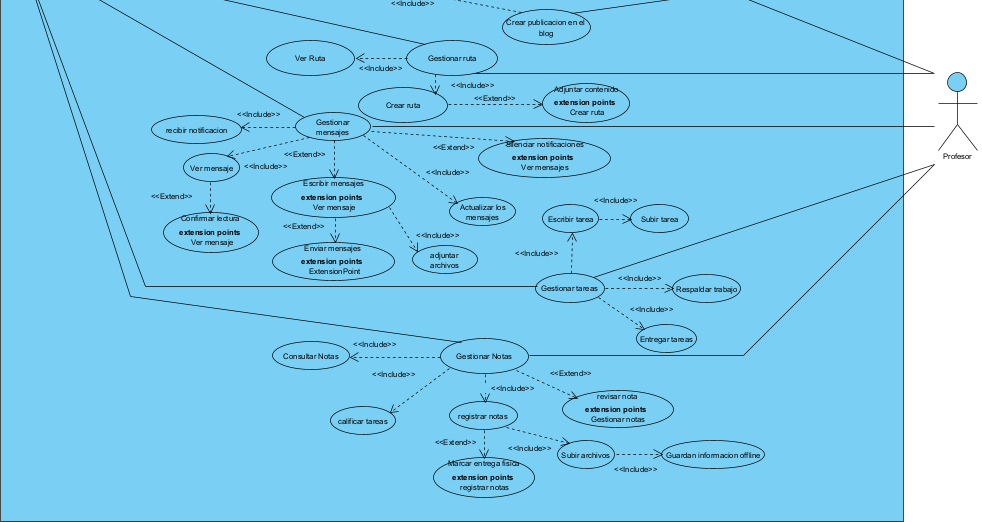 <<Include>>
Crear publicacion en el
blog
Ver Ruta
<<Include>>
Gestionar ruta
<<Include>>
Crear ruta
<<Extend>>
Adjuntar contenido
extension points
Crear ruta
recibir notificacion
<<Include>>
Gestionar
mensajes
<<Extend>>
Silenciar notificaciones
extension points
Ver mensajes
Profesor
Ver mensaje
<<Include>>
<<Extend>>
<<Include>>
<<Extend>>
Escribir mensajes
extension points
Ver mensaje
Actualizar los
mensajes
Escribir tarea
<<Include>>
Subir tarea
Confirmar lectura
extension points
Ver mensaje
<<Extend>>
<<Include>>
Enviar mensajes
extension points
ExtensionPoint
adjuntar
archivos
<<Include>>
Gestionar tareas
<<Include>>
Respaldar trabajo
<<Include>>
Entregar tareas
Consultar Notas
<<Include>>
Gestionar Notas
<<Include>>
<<Include>>
<<Extend>>
revisar nota
extension points
Gestionar notas
calificar tareas
registrar notas
<<Extend>>
<<Include>>
Subir archivos
<<Include>>
Guardan informacion offline
Marcar entrega fisica
extension points
registrar notas